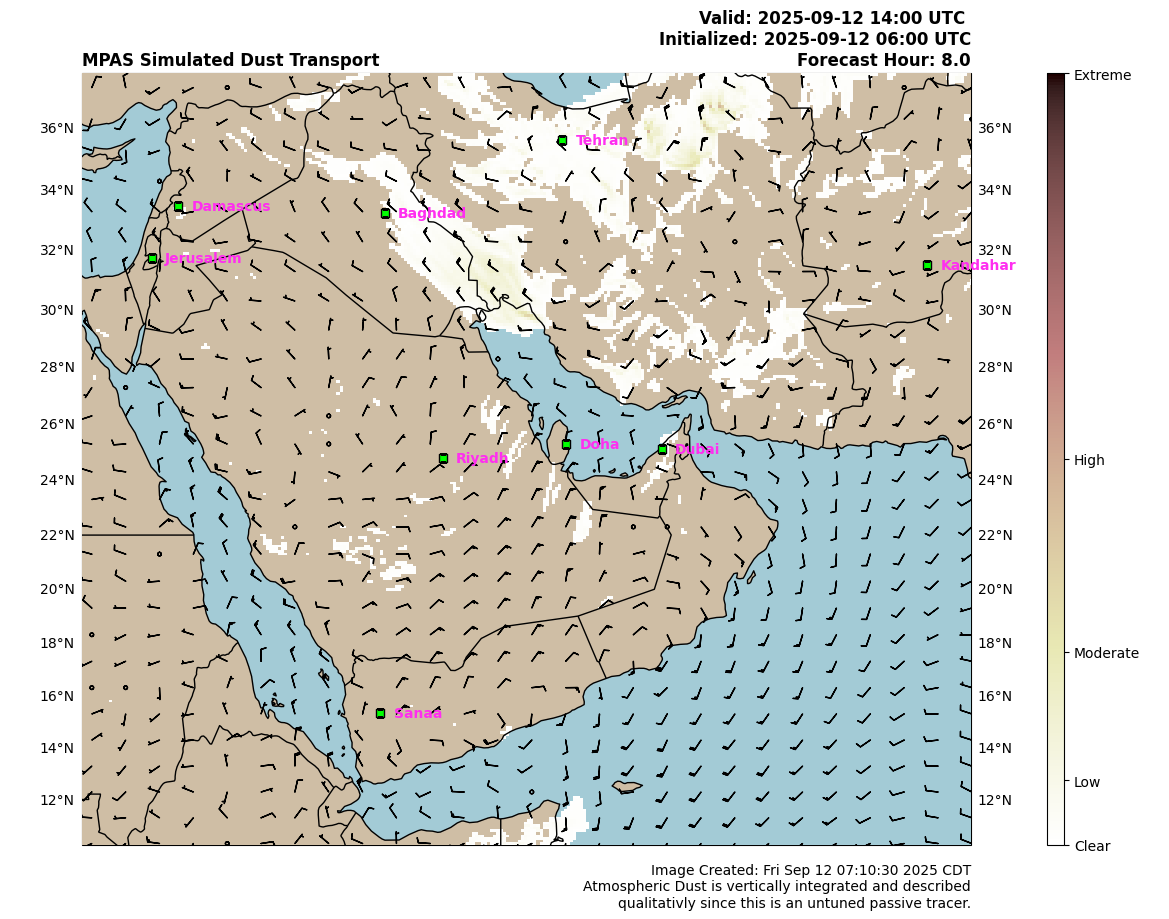 Valid: 2025-09-12 14:00 UTC
Initialized: 2025-09-12 06:00 UTC
MPAS Simulated Dust Transport
Forecast Hour: 8.0
Extreme
36°N
36°N
Tehran
34°N
34°N
Damascus
Baghdad
32°N
32°N
Jerusalem
Kandahar
30°N
30°N
28°N
28°N
26°N
26°N
Doha
Dubai
Riyadh
High
24°N
24°N
22°N
22°N
20°N
20°N
18°N
18°N
Moderate
16°N
16°N
Sanaa
14°N
14°N
Low
12°N
12°N
Clear
Image Created: Fri Sep 12 07:10:30 2025 CDT
Atmospheric Dust is vertically integrated and described
qualitativly since this is an untuned passive tracer.